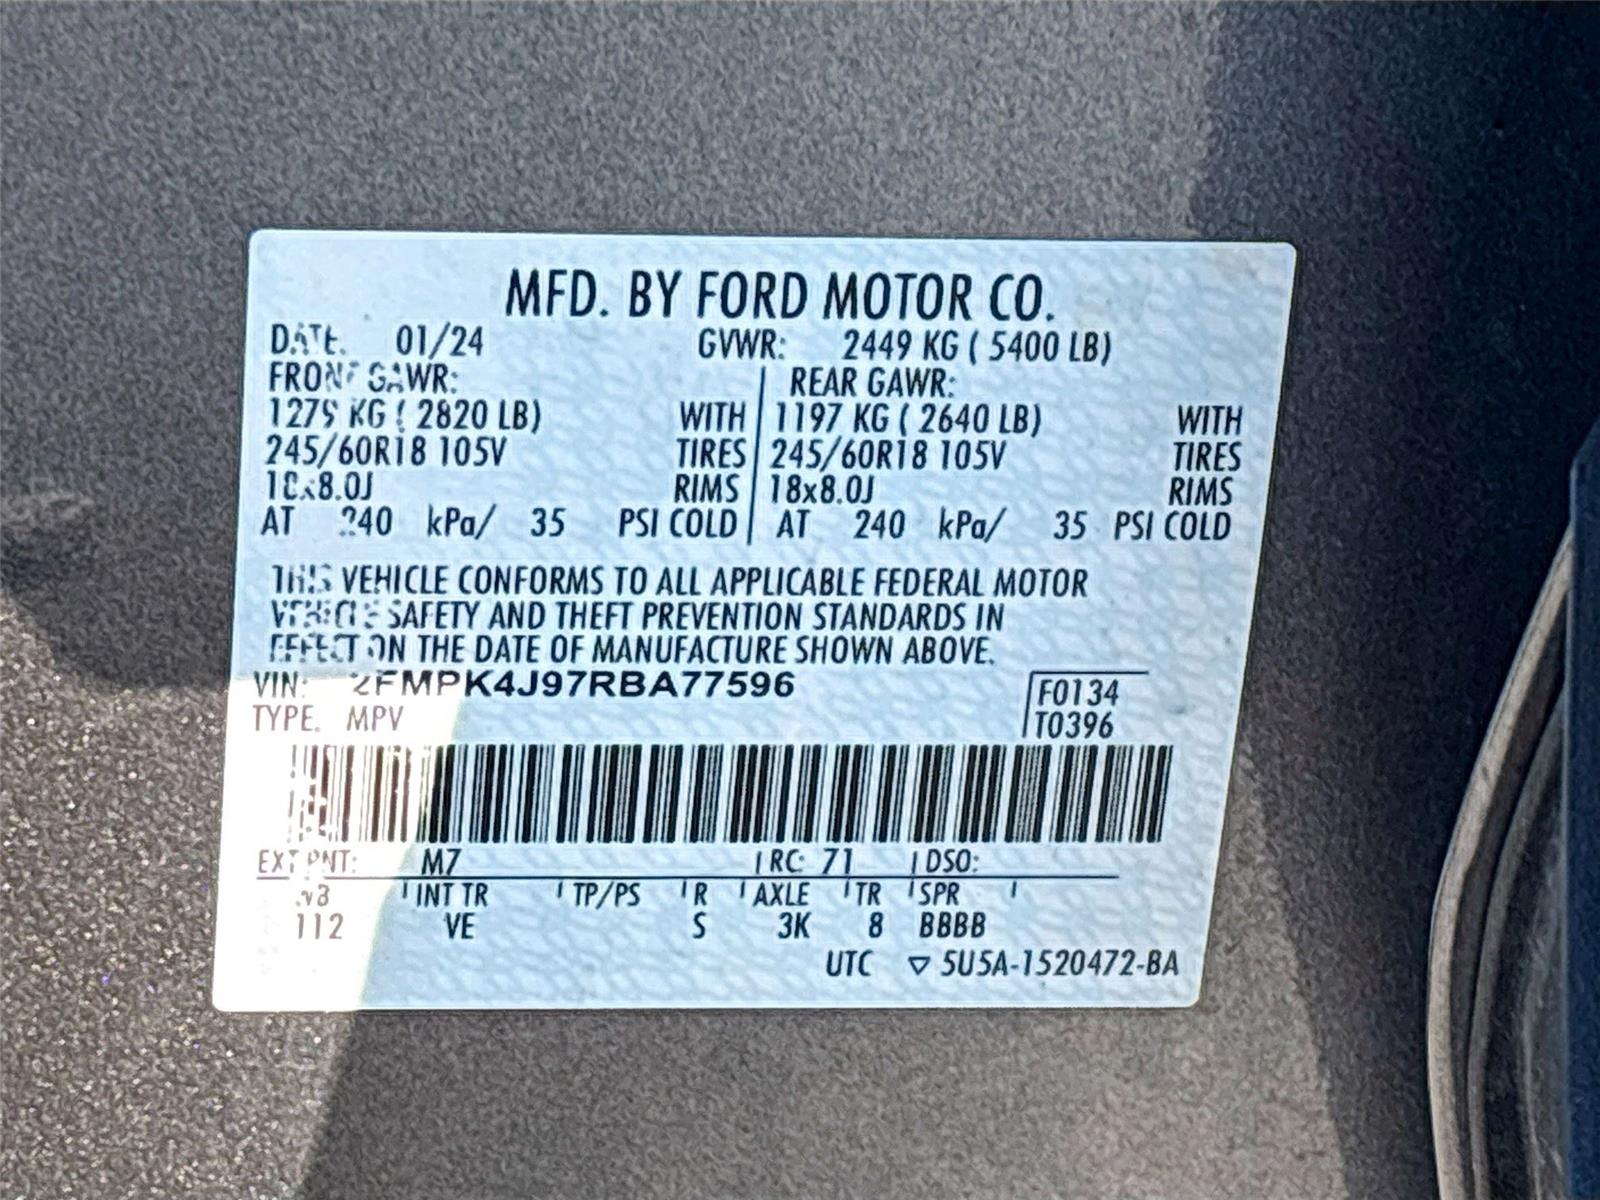 MFD. BY FORD MOTOR CO.
DATE: 01/24 GVWR: 2449 KG ( 5400 LB)
FRONT GAWR: REAR GAWR:
1279 KG ( 2820 LB) WITH 1197 KG ( 2640 LB) WITH
245/60R18 105V TIRES 245/60R18 105V TIRES
18x8.0J RIMS 18x8.0J RIMS
AT 240 kPa/ 35 PSI COLD AT 240 kPa/ 35 PSI COLD
THIS VEHICLE CONFORMS TO ALL APPLICABLE FEDERAL MOTOR
VEHICLE SAFETY AND THEFT PREVENTION STANDARDS IN
EFFECT ON THE DATE OF MANUFACTURE SHOWN ABOVE.
VIN: 2FMPK4J97RBA77596 F0134
TYPE: MPV T0396
EXT PNT: M7 RC: 71 DSO:
WB INT TR TP/PS R AXLE TR SPR
112 VE S 3K 8 BBBB
UTC ▽ 5U5A-1520472-BA